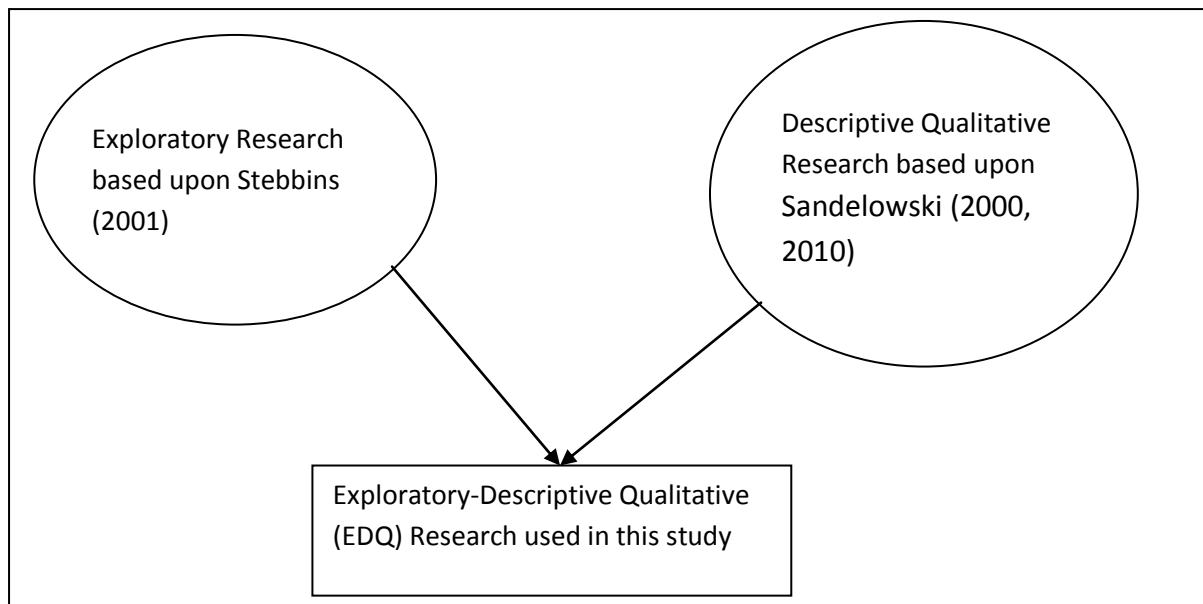 Exploratory Research
based upon Stebbins
(2001)
Descriptive Qualitative
Research based upon
Sandelowski (2000,
2010)
Exploratory-Descriptive Qualitative
(EDQ) Research used in this study